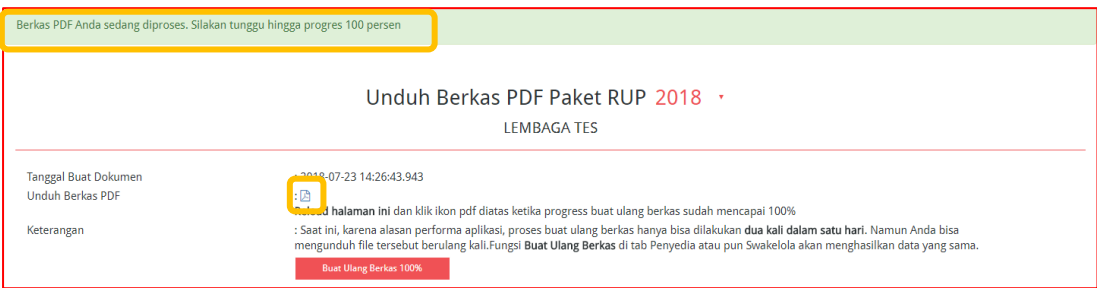 Berkas PDF Anda sedang diproses. Silakan tunggu hingga progres 100 persen
Unduh Berkas PDF Paket RUP 2018
LEMBAGA TES
Tanggal Buat Dokumen : 2018-07-23 14:26:43.943
Unduh Berkas PDF :
Reload halaman ini dan klik ikon pdf diatas ketika progress buat ulang berkas sudah mencapai 100%
Keterangan : Saat ini, karena alasan performa aplikasi, proses buat ulang berkas hanya bisa dilakukan dua kali dalam satu hari. Namun Anda bisa
mengunduh file tersebut berulang kali.Fungsi Buat Ulang Berkas di tab Penyedia atau pun Swakelola akan menghasilkan data yang sama.
Buat Ulang Berkas 100%